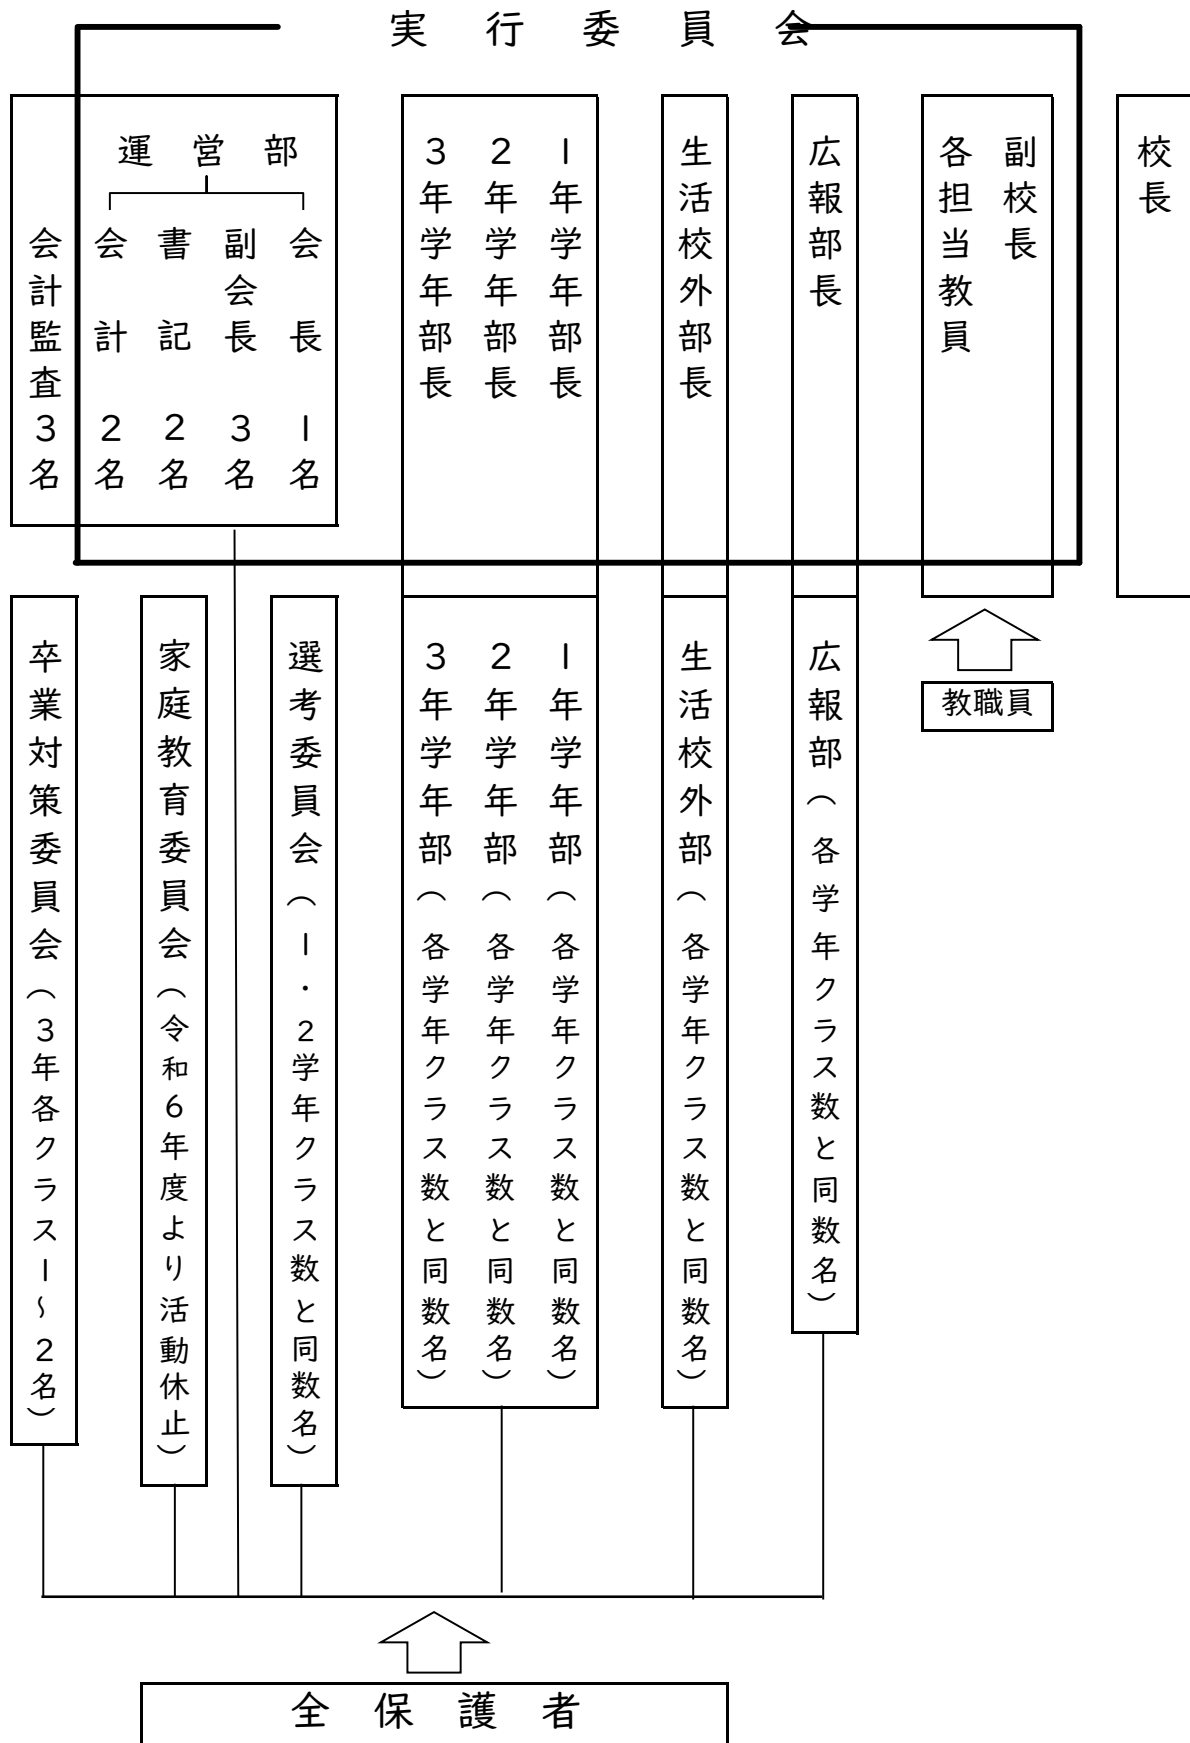 実行委員会
校長
副校長
各担当教員
広報部長
生活校外部長
1年学年部長
2年学年部長
3年学年部長
運営部
会長1名
副会長3名
書記2名
会計2名
会計監査3名
教職員
広報部（各学年クラス数と同数名）
生活校外部（各学年クラス数と同数名）
1年学年部（各学年クラス数と同数名）
2年学年部（各学年クラス数と同数名）
3年学年部（各学年クラス数と同数名）
選考委員会（1・2学年クラス数と同数名）
家庭教育委員会（令和6年度より活動休止）
卒業対策委員会（3年各クラス1～2名）
全保護者